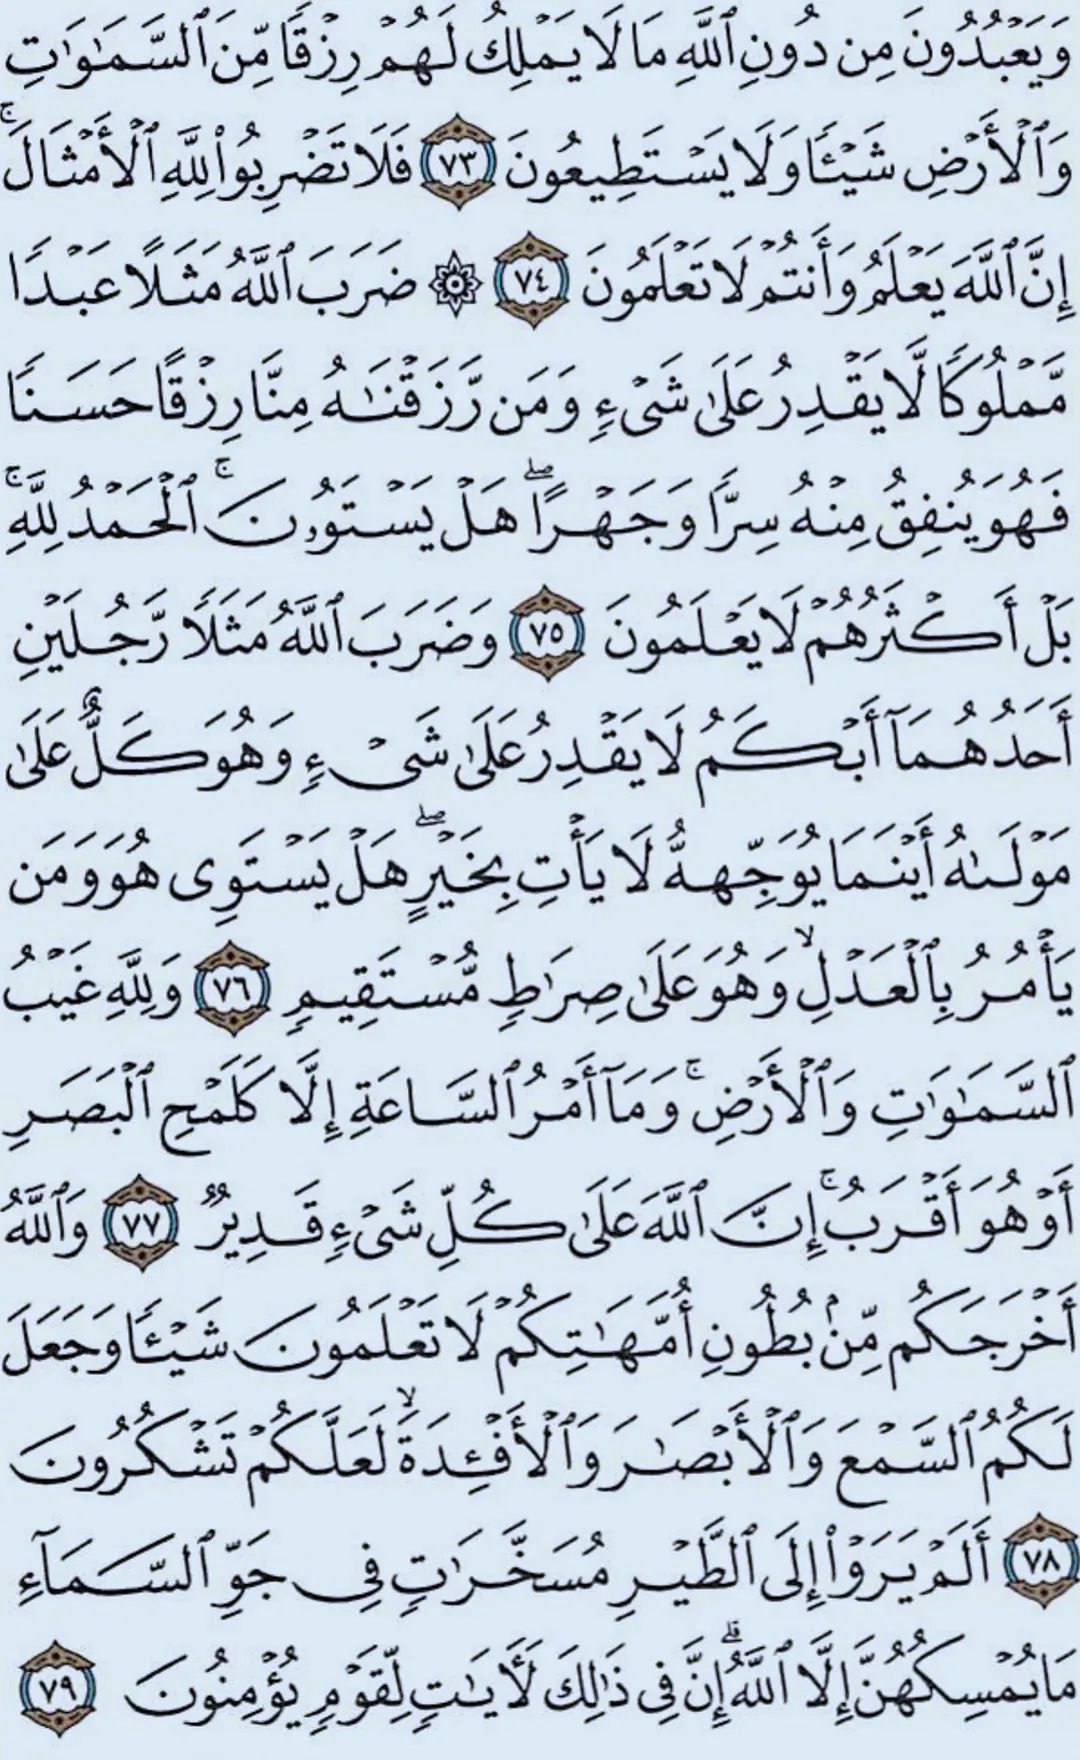 وَيَعْبُدُونَ مِن دُونِ ٱللَّهِ مَا لَا يَمْلِكُ لَهُمْ رِزْقًا مِّنَ ٱلسَّمَٰوَٰتِ
وَٱلْأَرْضِ شَيْـًٔا وَلَا يَسْتَطِيعُونَ ٧٣ فَلَا تَضْرِبُوا۟ لِلَّهِ ٱلْأَمْثَالَ ۚ
إِنَّ ٱللَّهَ يَعْلَمُ وَأَنتُمْ لَا تَعْلَمُونَ ٧٤ ۞ ضَرَبَ ٱللَّهُ مَثَلًا عَبْدًا
مَّمْلُوكًا لَّا يَقْدِرُ عَلَىٰ شَىْءٍ وَمَن رَّزَقْنَٰهُ مِنَّا رِزْقًا حَسَنًا
فَهُوَ يُنفِقُ مِنْهُ سِرًّا وَجَهْرًا ۖ هَلْ يَسْتَوُۥنَ ۚ ٱلْحَمْدُ لِلَّهِ ۚ
بَلْ أَكْثَرُهُمْ لَا يَعْلَمُونَ ٧٥ وَضَرَبَ ٱللَّهُ مَثَلًا رَّجُلَيْنِ
أَحَدُهُمَآ أَبْكَمُ لَا يَقْدِرُ عَلَىٰ شَىْءٍ وَهُوَ كَلٌّ عَلَىٰ
مَوْلَىٰهُ أَيْنَمَا يُوَجِّههُّ لَا يَأْتِ بِخَيْرٍ ۖ هَلْ يَسْتَوِى هُوَ وَمَن
يَأْمُرُ بِٱلْعَدْلِ ۙ وَهُوَ عَلَىٰ صِرَٰطٍ مُّسْتَقِيمٍ ٧٦ وَلِلَّهِ غَيْبُ
ٱلسَّمَٰوَٰتِ وَٱلْأَرْضِ ۚ وَمَآ أَمْرُ ٱلسَّاعَةِ إِلَّا كَلَمْحِ ٱلْبَصَرِ
أَوْ هُوَ أَقْرَبُ ۚ إِنَّ ٱللَّهَ عَلَىٰ كُلِّ شَىْءٍ قَدِيرٌ ٧٧ وَٱللَّهُ
أَخْرَجَكُم مِّنۢ بُطُونِ أُمَّهَٰتِكُمْ لَا تَعْلَمُونَ شَيْـًٔا وَجَعَلَ
لَكُمُ ٱلسَّمْعَ وَٱلْأَبْصَٰرَ وَٱلْأَفْـِٔدَةَ ۙ لَعَلَّكُمْ تَشْكُرُونَ
٧٨ أَلَمْ يَرَوْا۟ إِلَى ٱلطَّيْرِ مُسَخَّرَٰتٍ فِى جَوِّ ٱلسَّمَآءِ
مَا يُمْسِكُهُنَّ إِلَّا ٱللَّهُ ۗ إِنَّ فِى ذَٰلِكَ لَـَٔايَٰتٍ لِّقَوْمٍ يُؤْمِنُونَ ٧٩